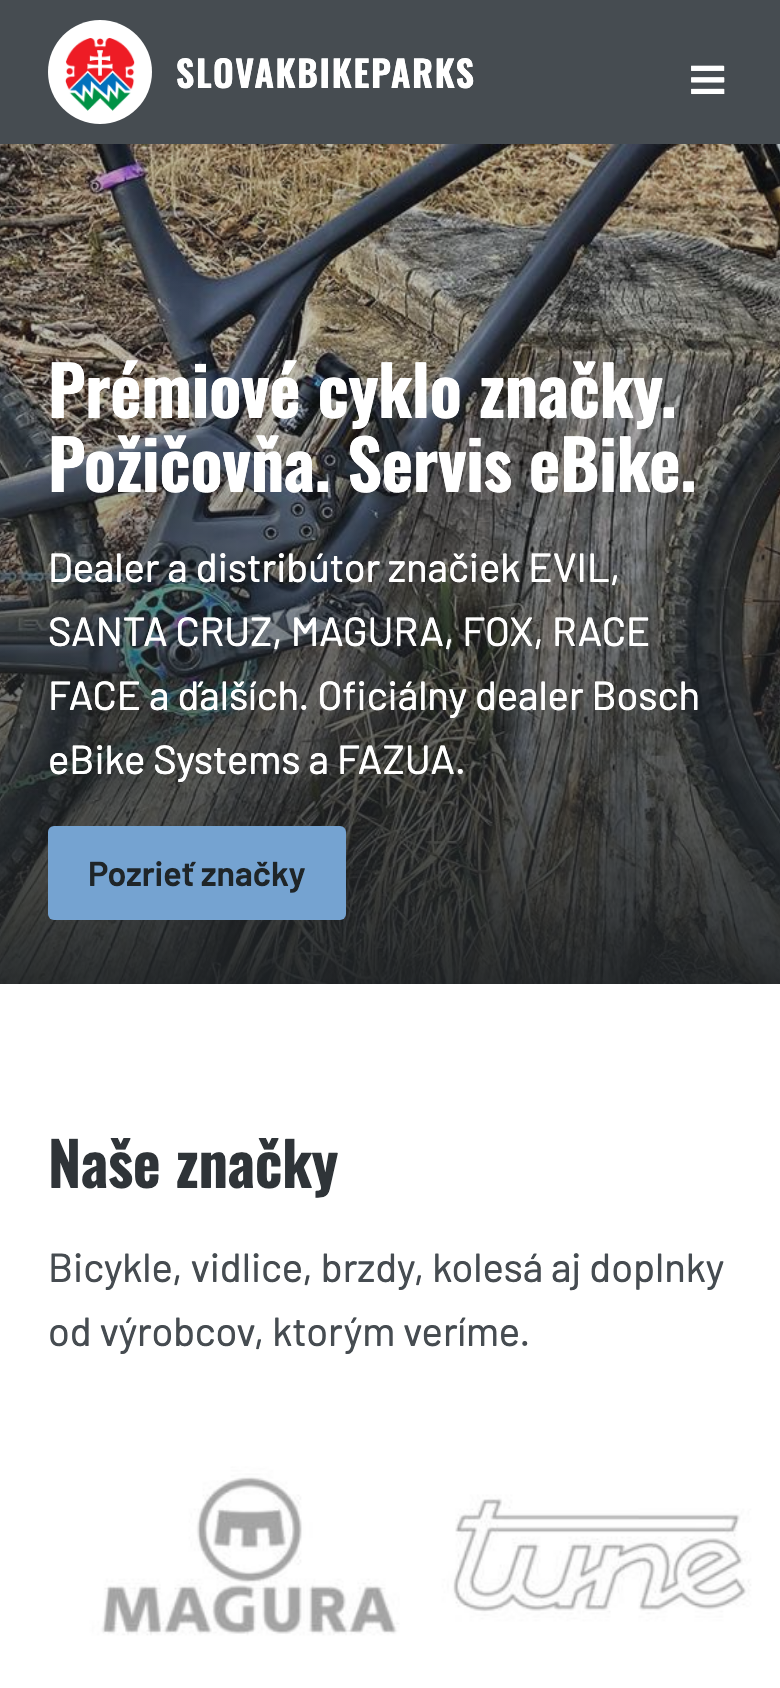 SLOVAKBIKEPARKS
Prémiové cyklo značky.
Požičovňa. Servis eBike.
Dealer a distribútor značiek EVIL,
SANTA CRUZ, MAGURA, FOX, RACE
FACE a ďalších. Oficiálny dealer Bosch
eBike Systems a FAZUA.
Pozrieť značky
Naše značky
Bicykle, vidlice, brzdy, kolesá aj doplnky
od výrobcov, ktorým veríme.
MAGURA
tune